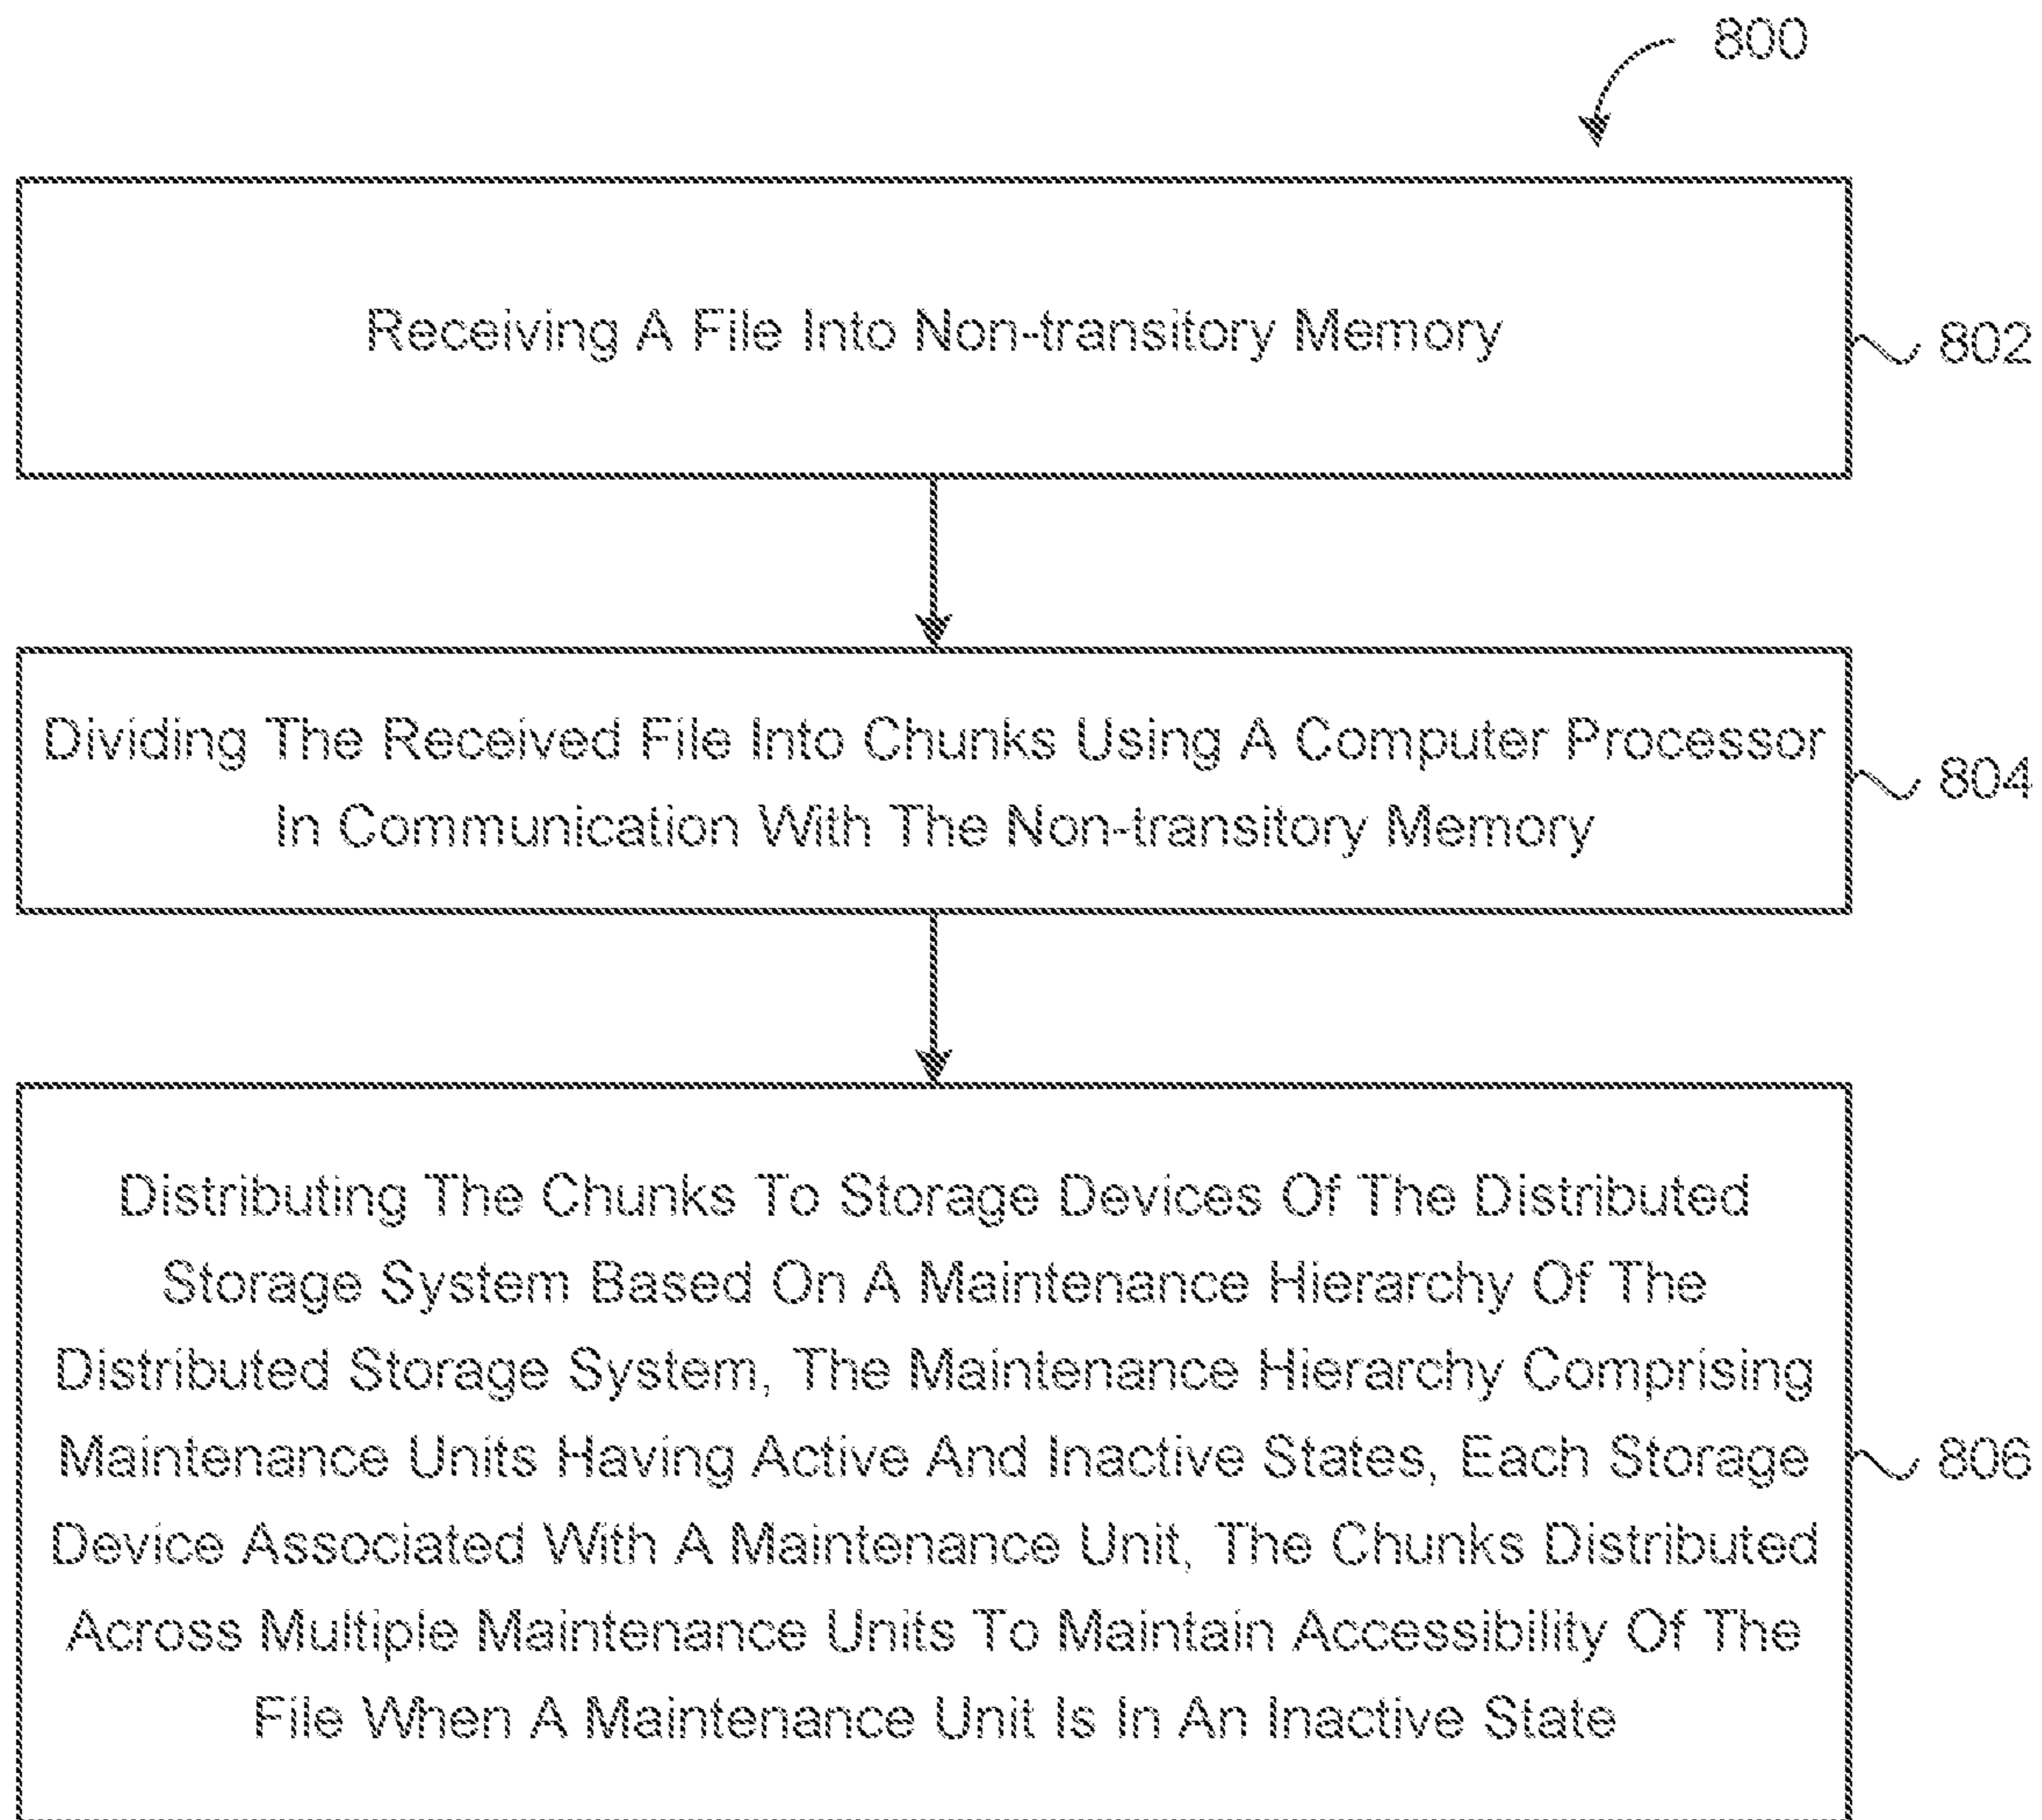 800
Receiving A File Into Non-transitory Memory
802
Dividing The Received File Into Chunks Using A Computer Processor
In Communication With The Non-transitory Memory
804
Distributing The Chunks To Storage Devices Of The Distributed
Storage System Based On A Maintenance Hierarchy Of The
Distributed Storage System, The Maintenance Hierarchy Comprising
Maintenance Units Having Active And Inactive States, Each Storage
Device Associated With A Maintenance Unit, The Chunks Distributed
Across Multiple Maintenance Units To Maintain Accessibility Of The
File When A Maintenance Unit Is In An Inactive State
806